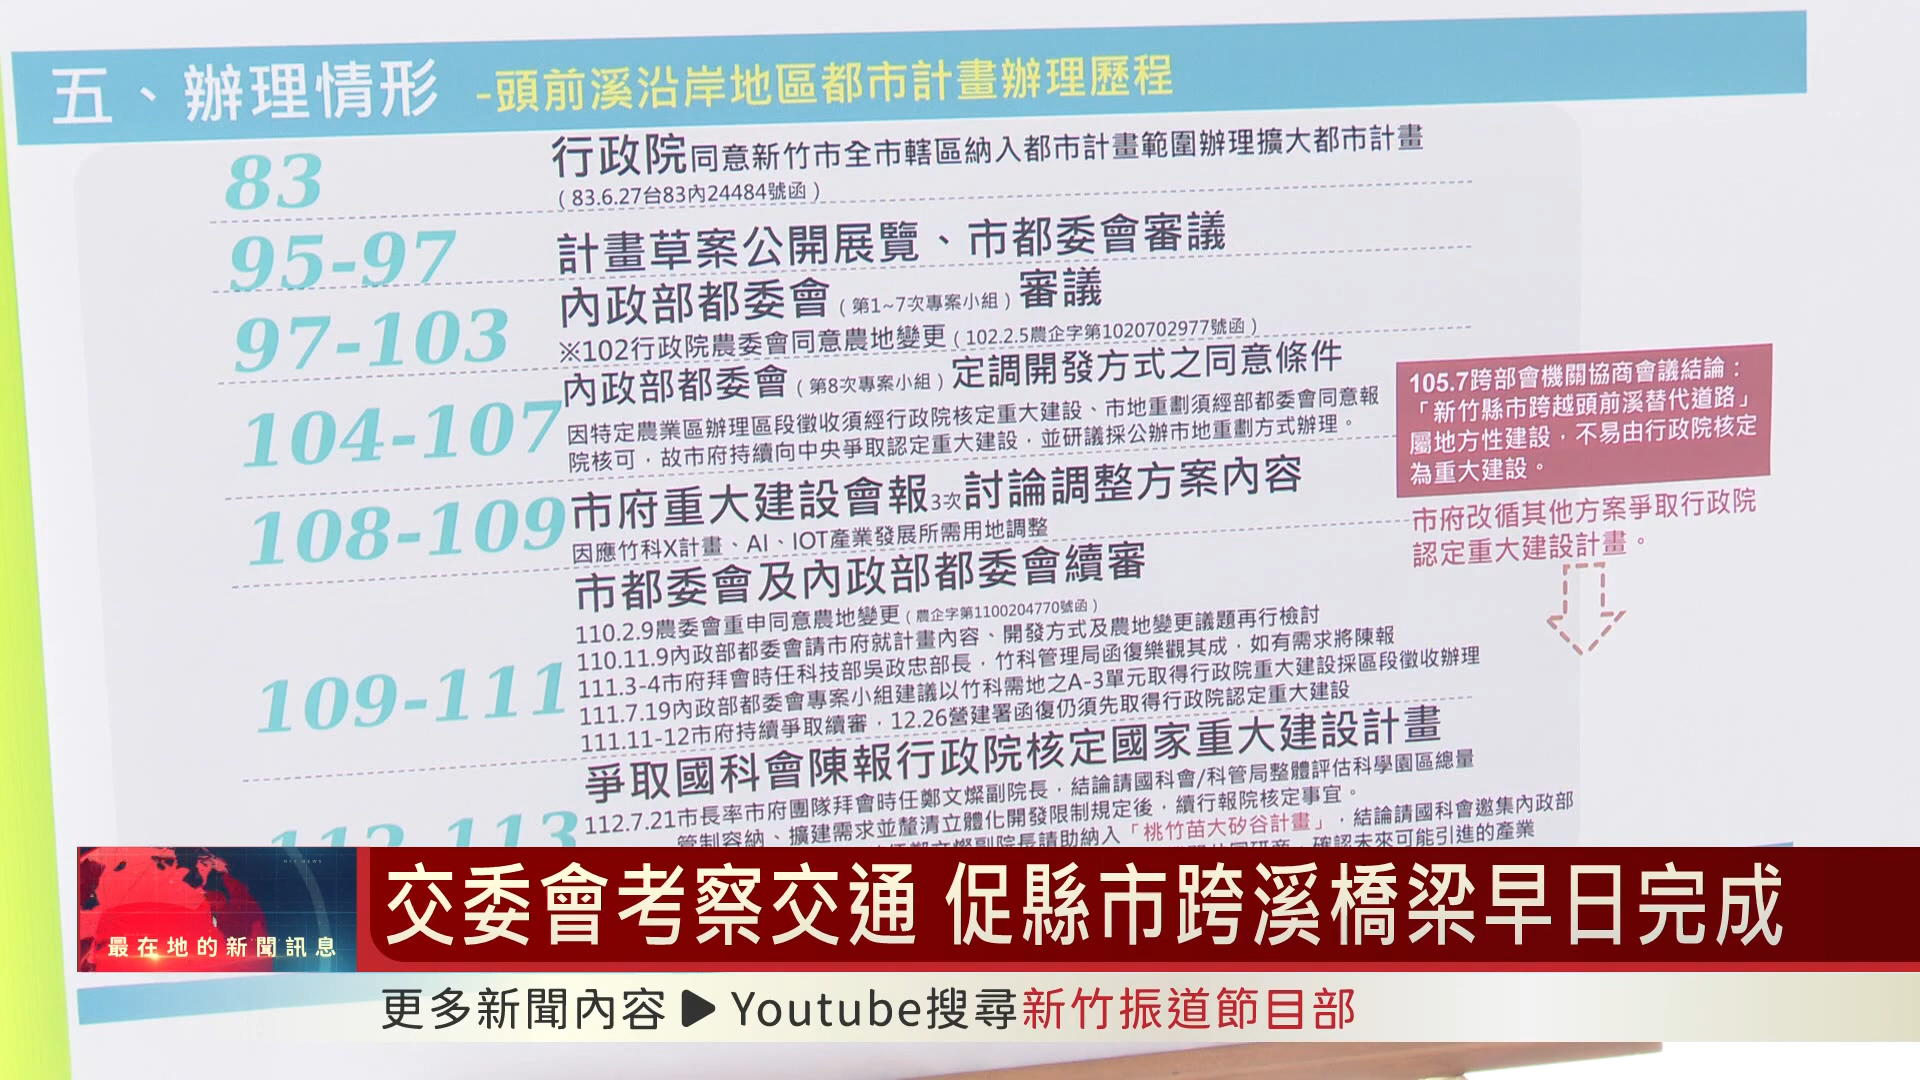 五、辦理情形 -頭前溪沿岸地區都市計畫辦理歷程
83 行政院同意新竹市全市轄區納入都市計畫範圍辦理擴大都市計畫
（83.6.27台83內24484號函）
95-97 計畫草案公開展覽、市都委會審議
97-103 內政部都委會（第1~7次專案小組）審議
※102行政院農委會同意農地變更（102.2.5農企字第1020702977號函）
104-107 內政部都委會（第8次專案小組）定調開發方式之同意條件
因特定農業區辦理區段徵收須經行政院核定重大建設、市地重劃須經部都委會同意報
院核可，故市府持續向中央爭取認定重大建設，並研議採公辦市地重劃方式辦理。
105.7跨部會機關協商會議結論：
「新竹縣市跨越頭前溪替代道路」
屬地方性建設，不易由行政院核定
為重大建設。
市府改循其他方案爭取行政院
認定重大建設計畫。
108-109 市府重大建設會報3次討論調整方案內容
因應竹科X計畫、AI、IOT產業發展所需用地調整
109-111 市都委會及內政部都委會續審
110.2.9農委會重申同意農地變更（農企字第1100204770號函）
110.11.9內政部都委會請市府就計畫內容、開發方式及農地變更議題再行檢討
111.3-4市府拜會時任科技部吳政忠部長，竹科管理局函復樂觀其成，如有需求將陳報
111.7.19內政部都委會專案小組建議以竹科需地之A-3單元取得行政院重大建設採區段徵收辦理
111.11-12市府持續爭取續審，12.26營建署函復仍須先取得行政院認定重大建設
112-113 爭取國科會陳報行政院核定國家重大建設計畫
112.7.21市長率市府團隊拜會時任鄭文燦副院長，結論請國科會/科管局整體評估科學園區總量
管制容納、擴建需求並釐清立體化開發限制規定後，續行報院核定事宜。
鄭文燦副院長請助納入「桃竹苗大矽谷計畫」，結論請國科會邀集內政部
確認未來可能引進的產業
最在地的新聞訊息
交委會考察交通 促縣市跨溪橋梁早日完成
更多新聞內容▶Youtube搜尋新竹振道節目部